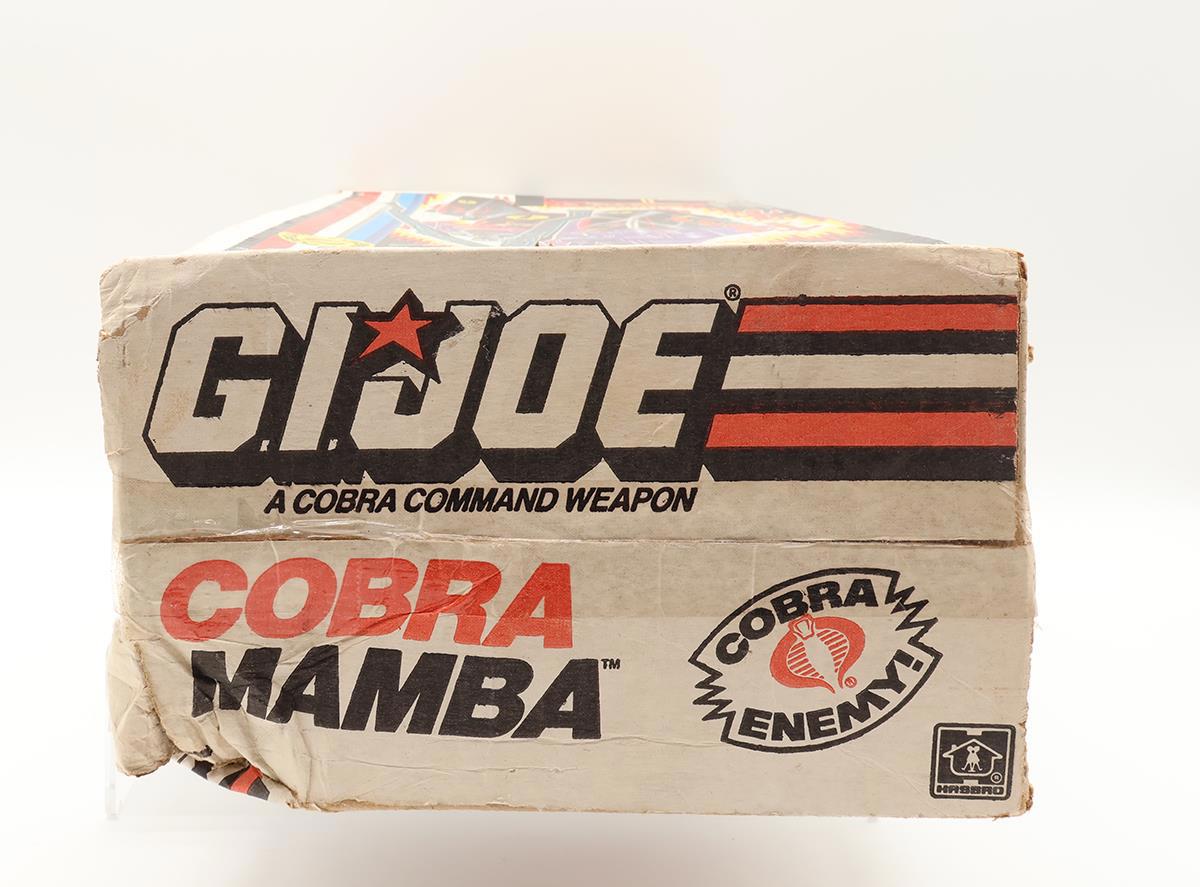 G.I. JOE®
A COBRA COMMAND WEAPON
COBRA
MAMBA™
COBRA
ENEMY!
HASBRO ®